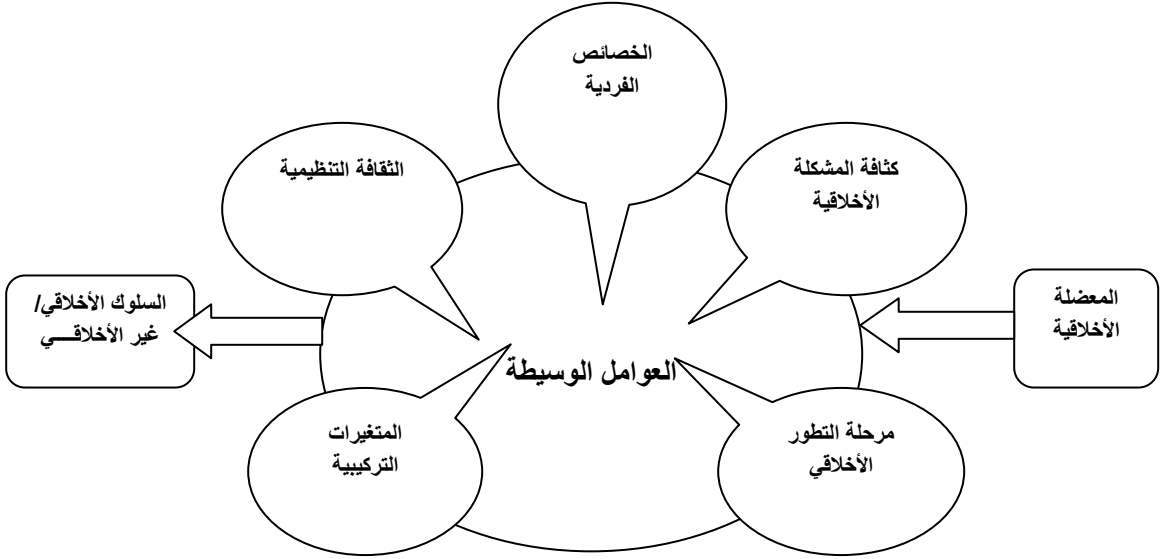 الخصائص
الفردية
كثافة المشكلة
الأخلاقية
الثقافة التنظيمية
المعضلة
الأخلاقية
السلوك الأخلاقي/
غير الأخلاقـــي
العوامل الوسيطة
مرحلة التطور
الأخلاقي
المتغيرات
التركيبية